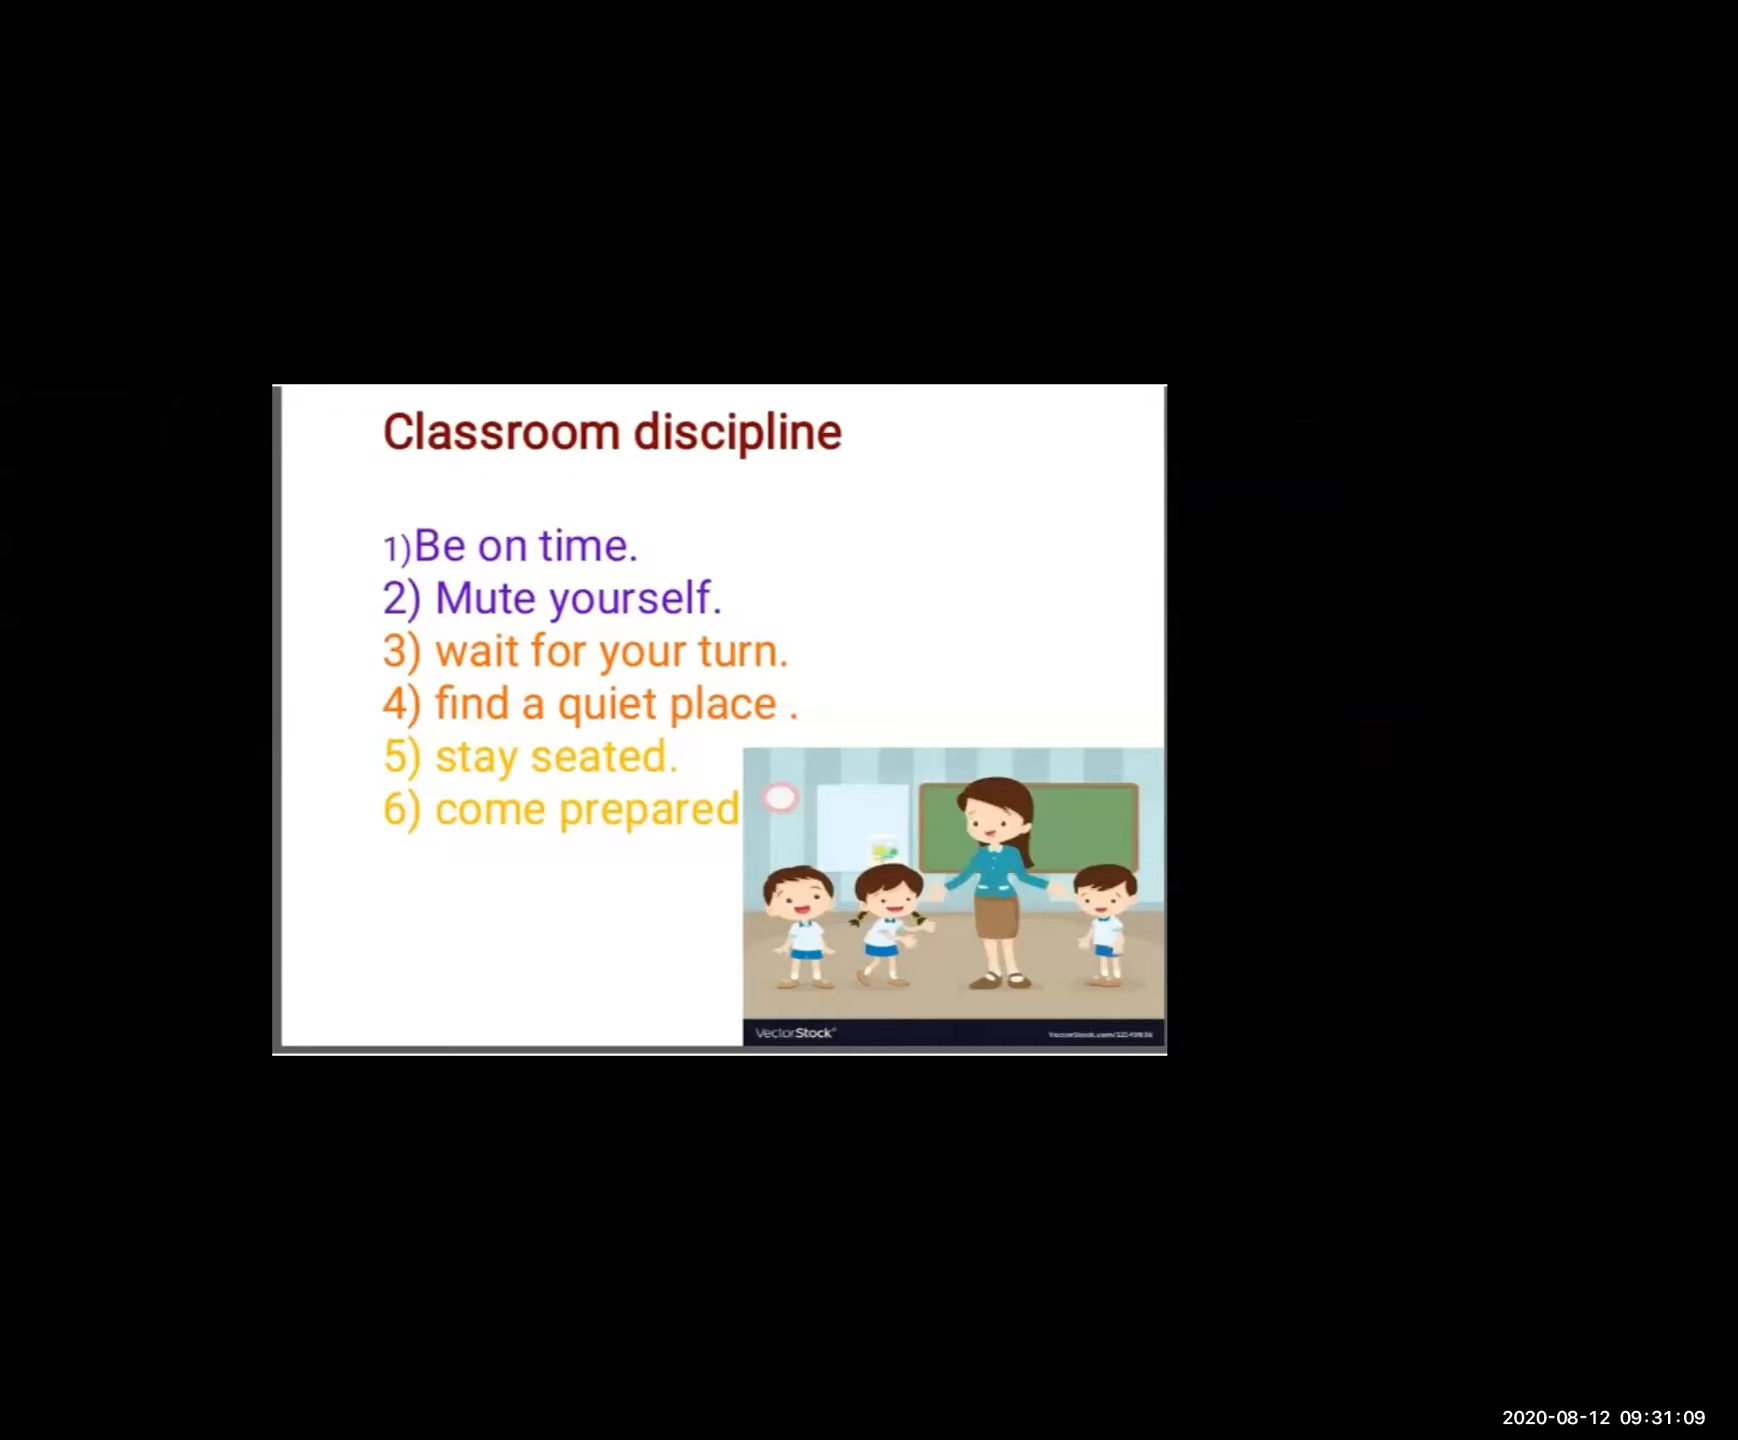 Classroom discipline
1)Be on time.
2) Mute yourself.
3) wait for your turn.
4) find a quiet place .
5) stay seated.
6) come prepared
VectorStock®
2020-08-12 09:31:09